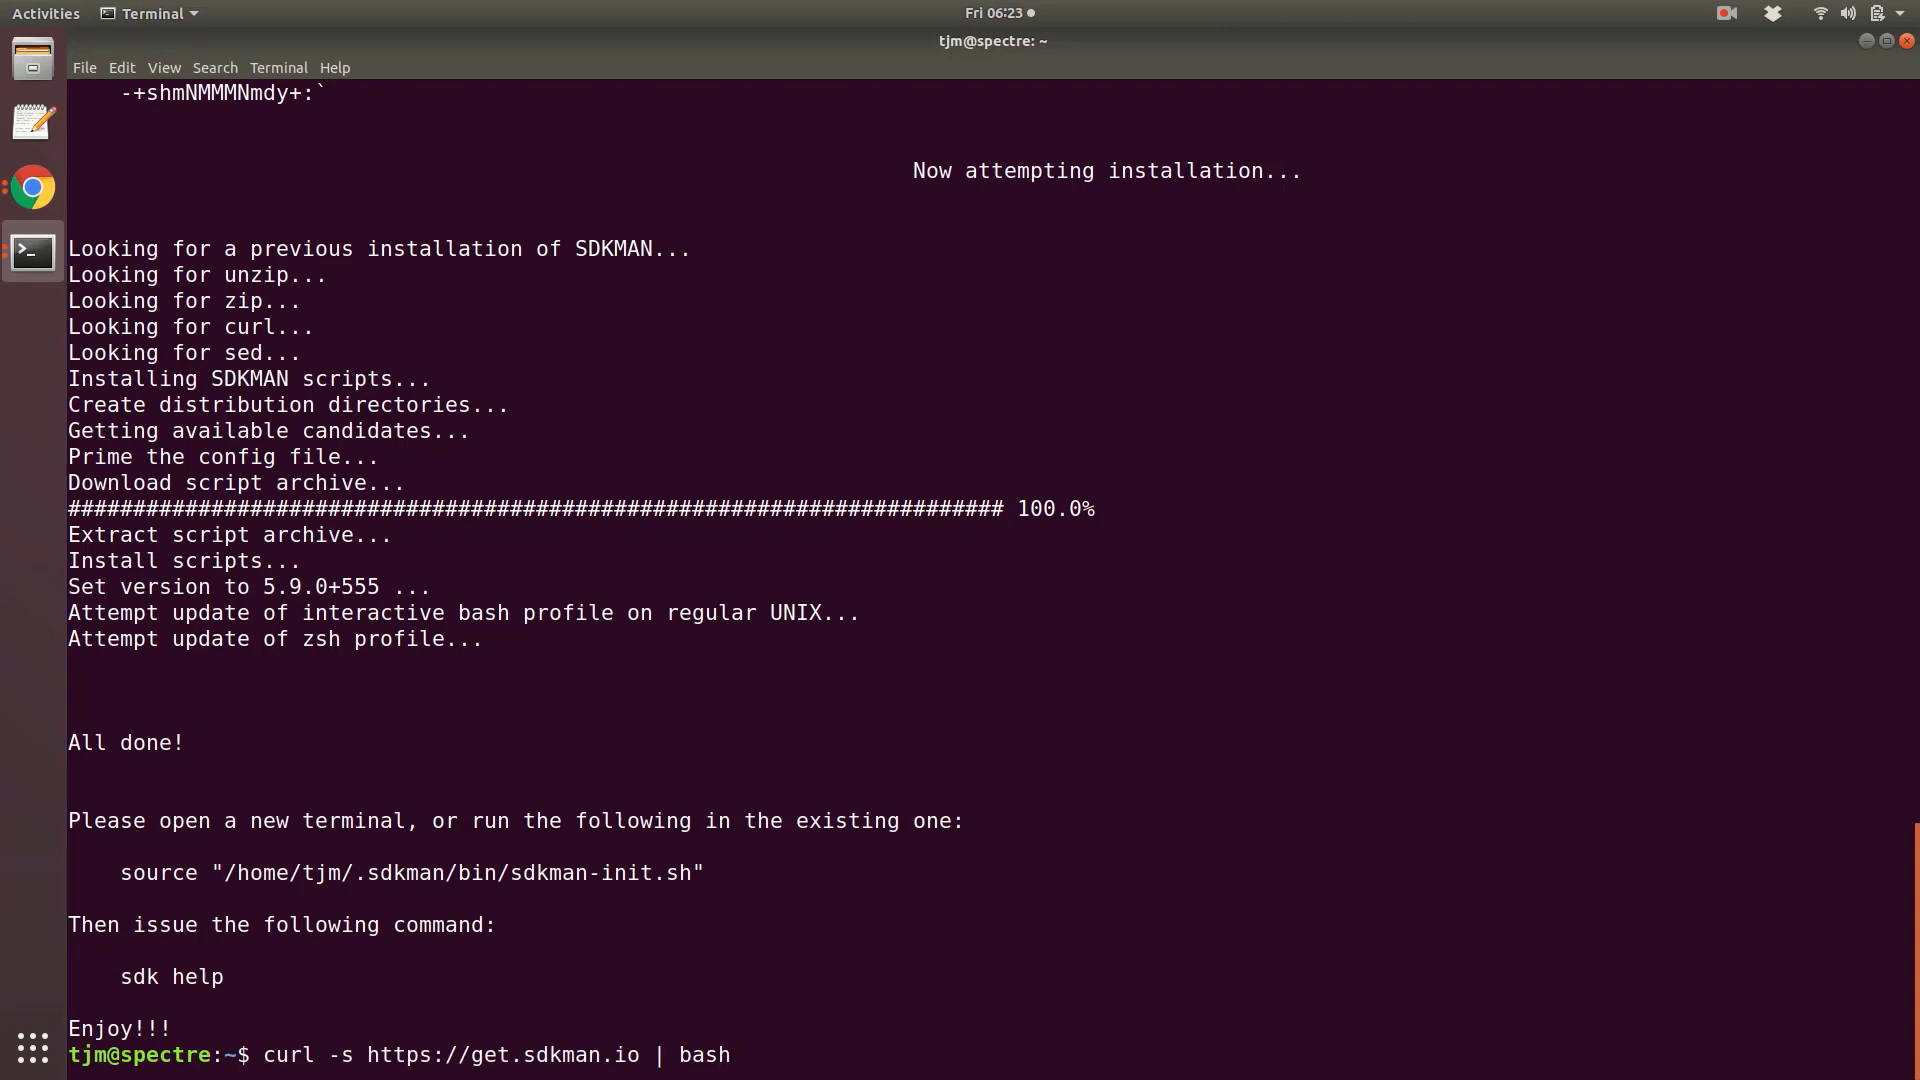 Activities Terminal Fri 06:23
tjm@spectre: ~
File Edit View Search Terminal Help
-+shmNMMMNmdy+:`
Now attempting installation...
Looking for a previous installation of SDKMAN...
Looking for unzip...
Looking for zip...
Looking for curl...
Looking for sed...
Installing SDKMAN scripts...
Create distribution directories...
Getting available candidates...
Prime the config file...
Download script archive...
######################################################################## 100.0%
Extract script archive...
Install scripts...
Set version to 5.9.0+555 ...
Attempt update of interactive bash profile on regular UNIX...
Attempt update of zsh profile...
All done!
Please open a new terminal, or run the following in the existing one:
source "/home/tjm/.sdkman/bin/sdkman-init.sh"
Then issue the following command:
sdk help
Enjoy!!!
tjm@spectre:~$ curl -s https://get.sdkman.io | bash